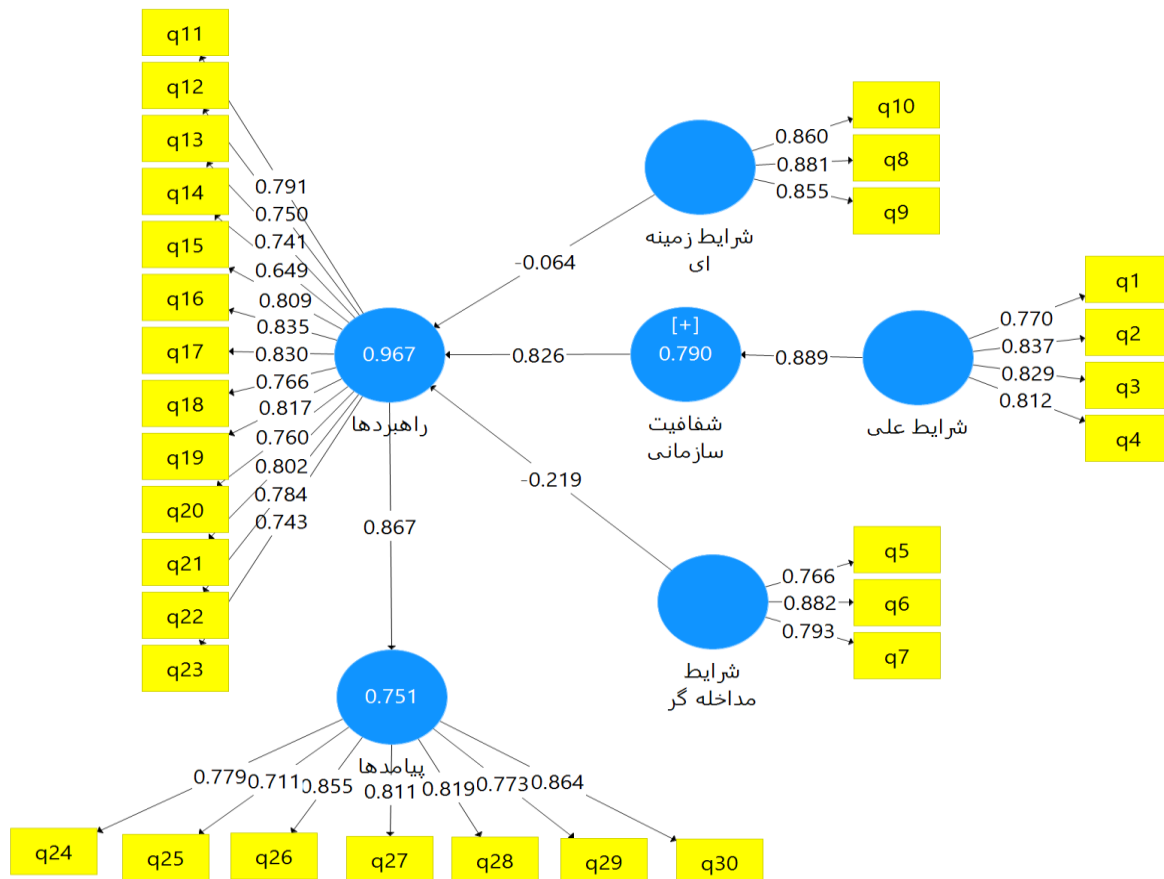 q11
q12
q13
q14
q15
q16
q17
q18
q19
q20
q21
q22
q23
0.791
0.750
0.741
0.649
0.809
0.835
0.830
0.766
0.817
0.760
0.802
0.784
0.743
0.967
راهبردها
-0.064
0.826
-0.219
0.867
شرایط زمینه
ای
0.860
0.881
0.855
q10
q8
q9
[+]
0.790
شفافیت
سازمانی
0.889
شرایط علی
0.770
0.837
0.829
0.812
q1
q2
q3
q4
شرایط
مداخله گر
0.766
0.882
0.793
q5
q6
q7
0.751
پیامدها
0.779
0.711
0.855
0.811
0.819
0.773
0.864
q24
q25
q26
q27
q28
q29
q30